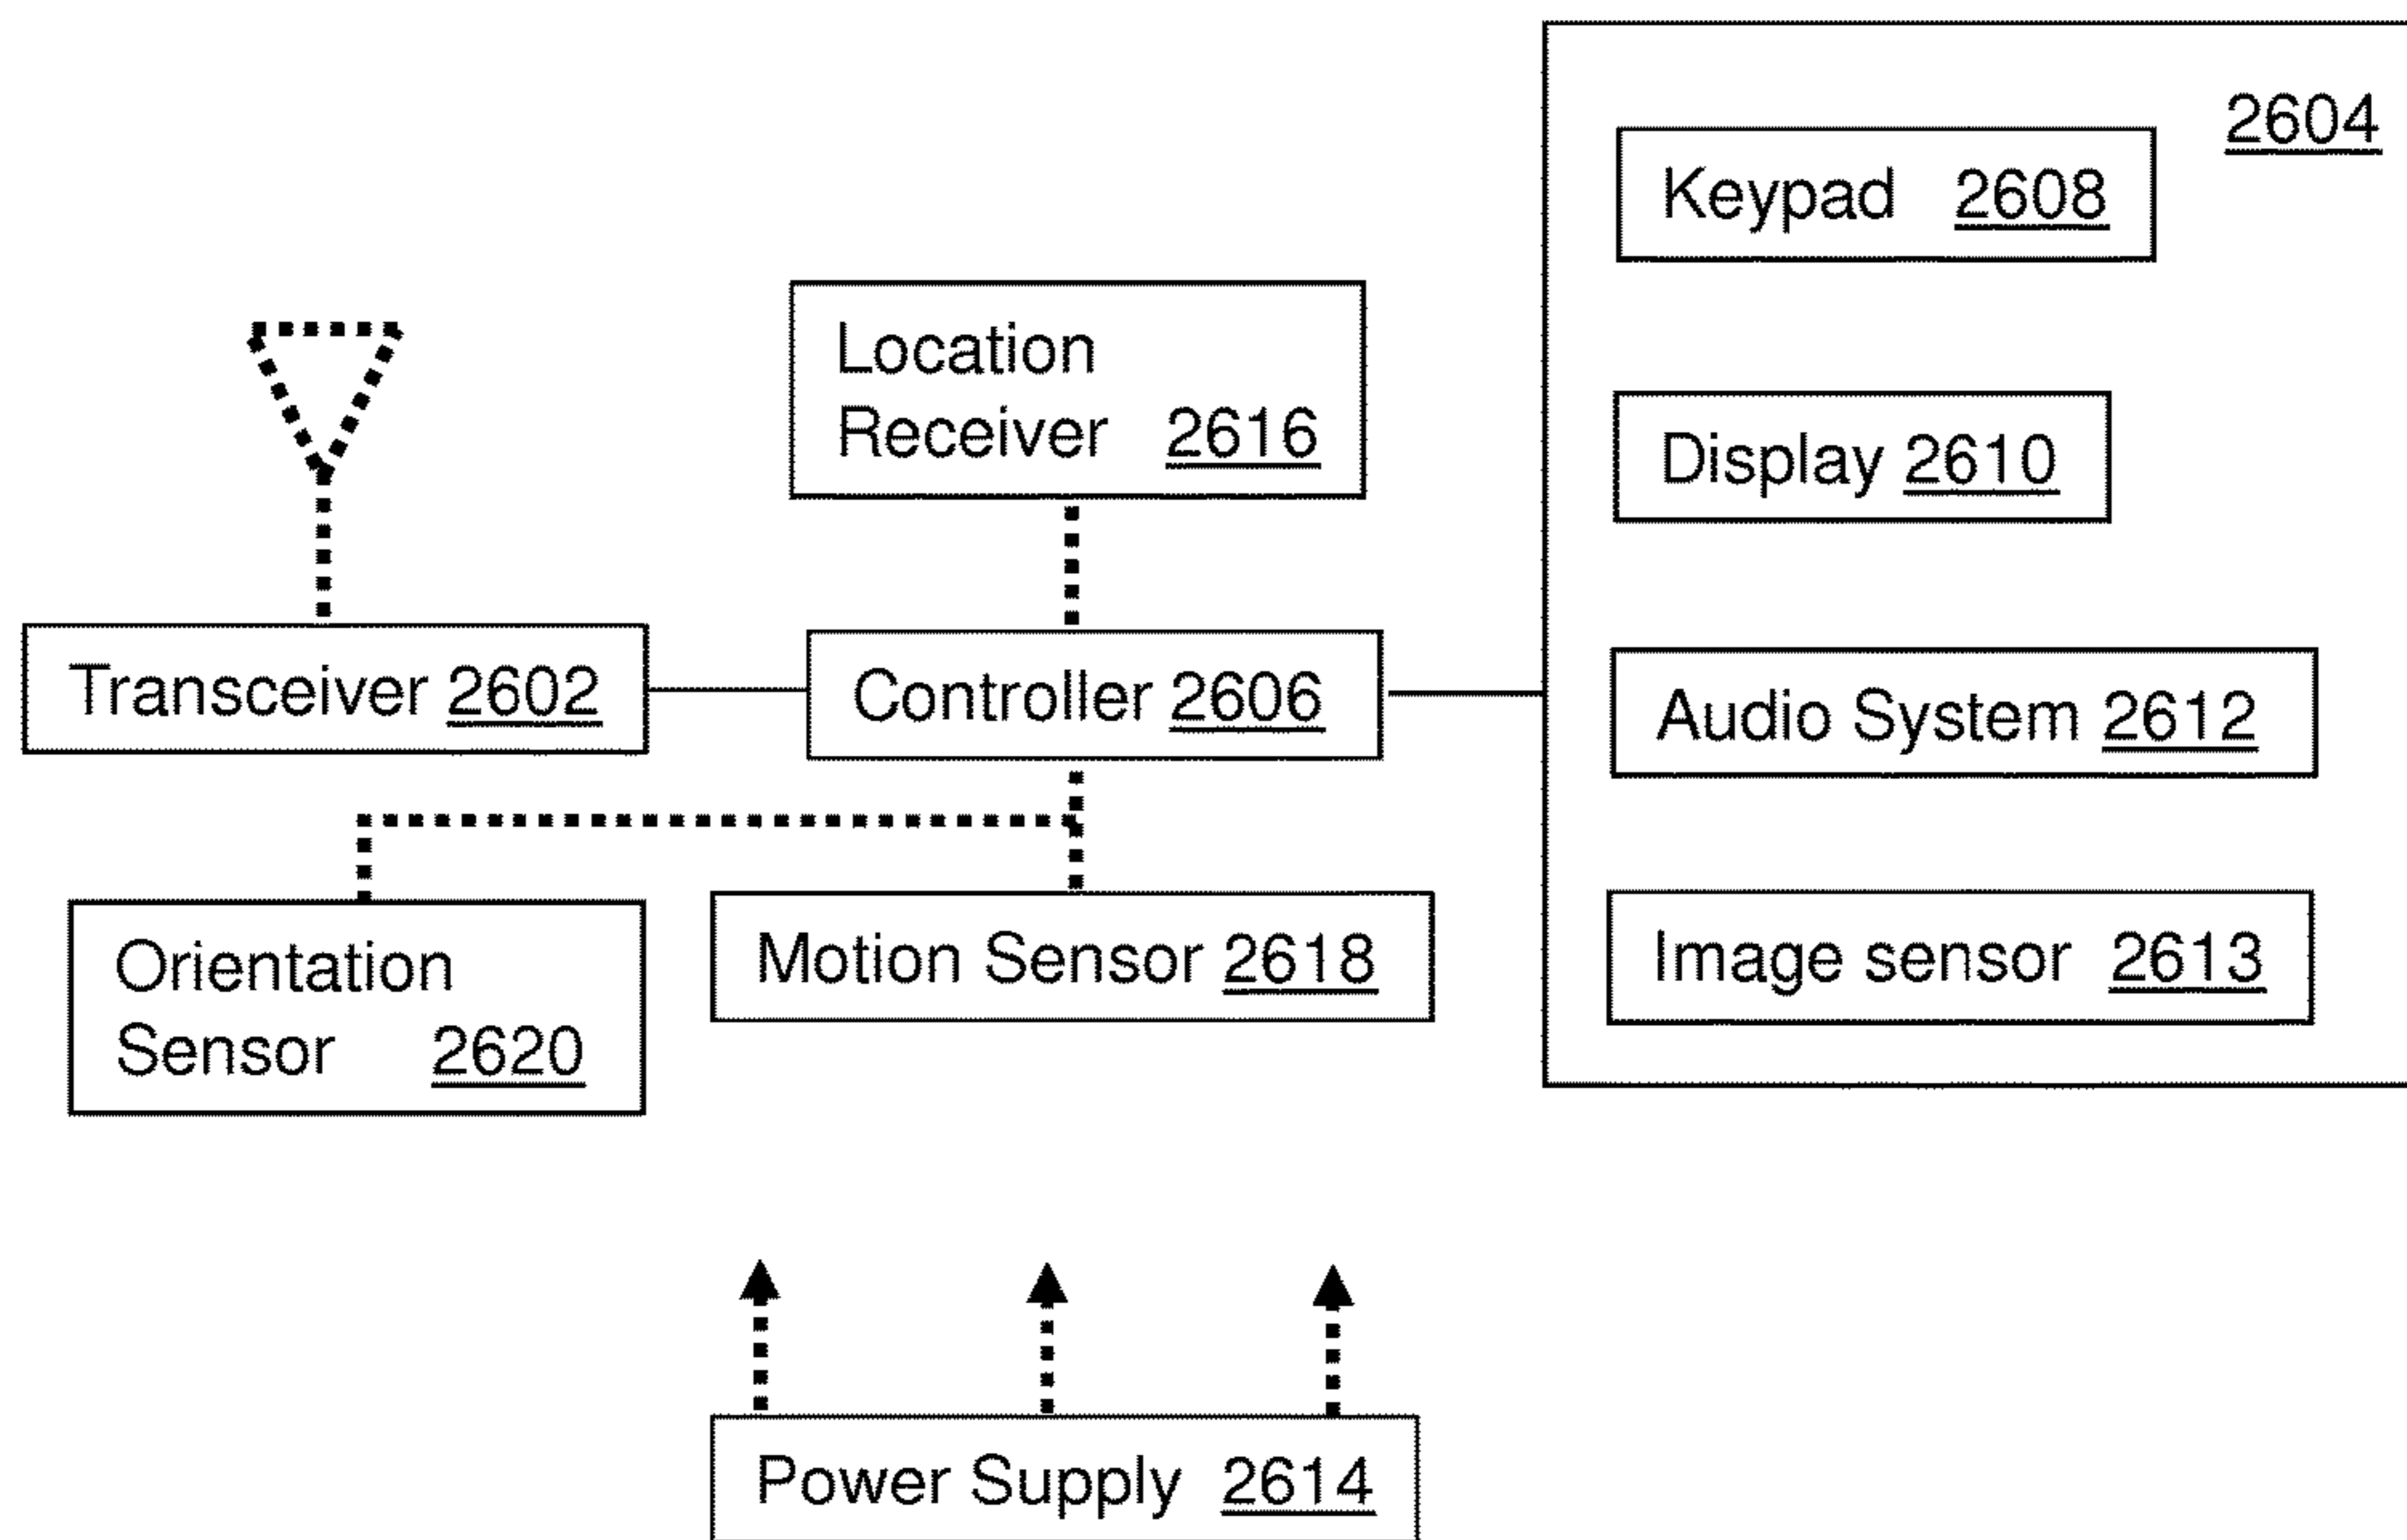 2604
Keypad 2608
Location
Receiver 2616
Display 2610
Transceiver 2602
Controller 2606
Audio System 2612
Orientation
Sensor 2620
Motion Sensor 2618
Image sensor 2613
Power Supply 2614